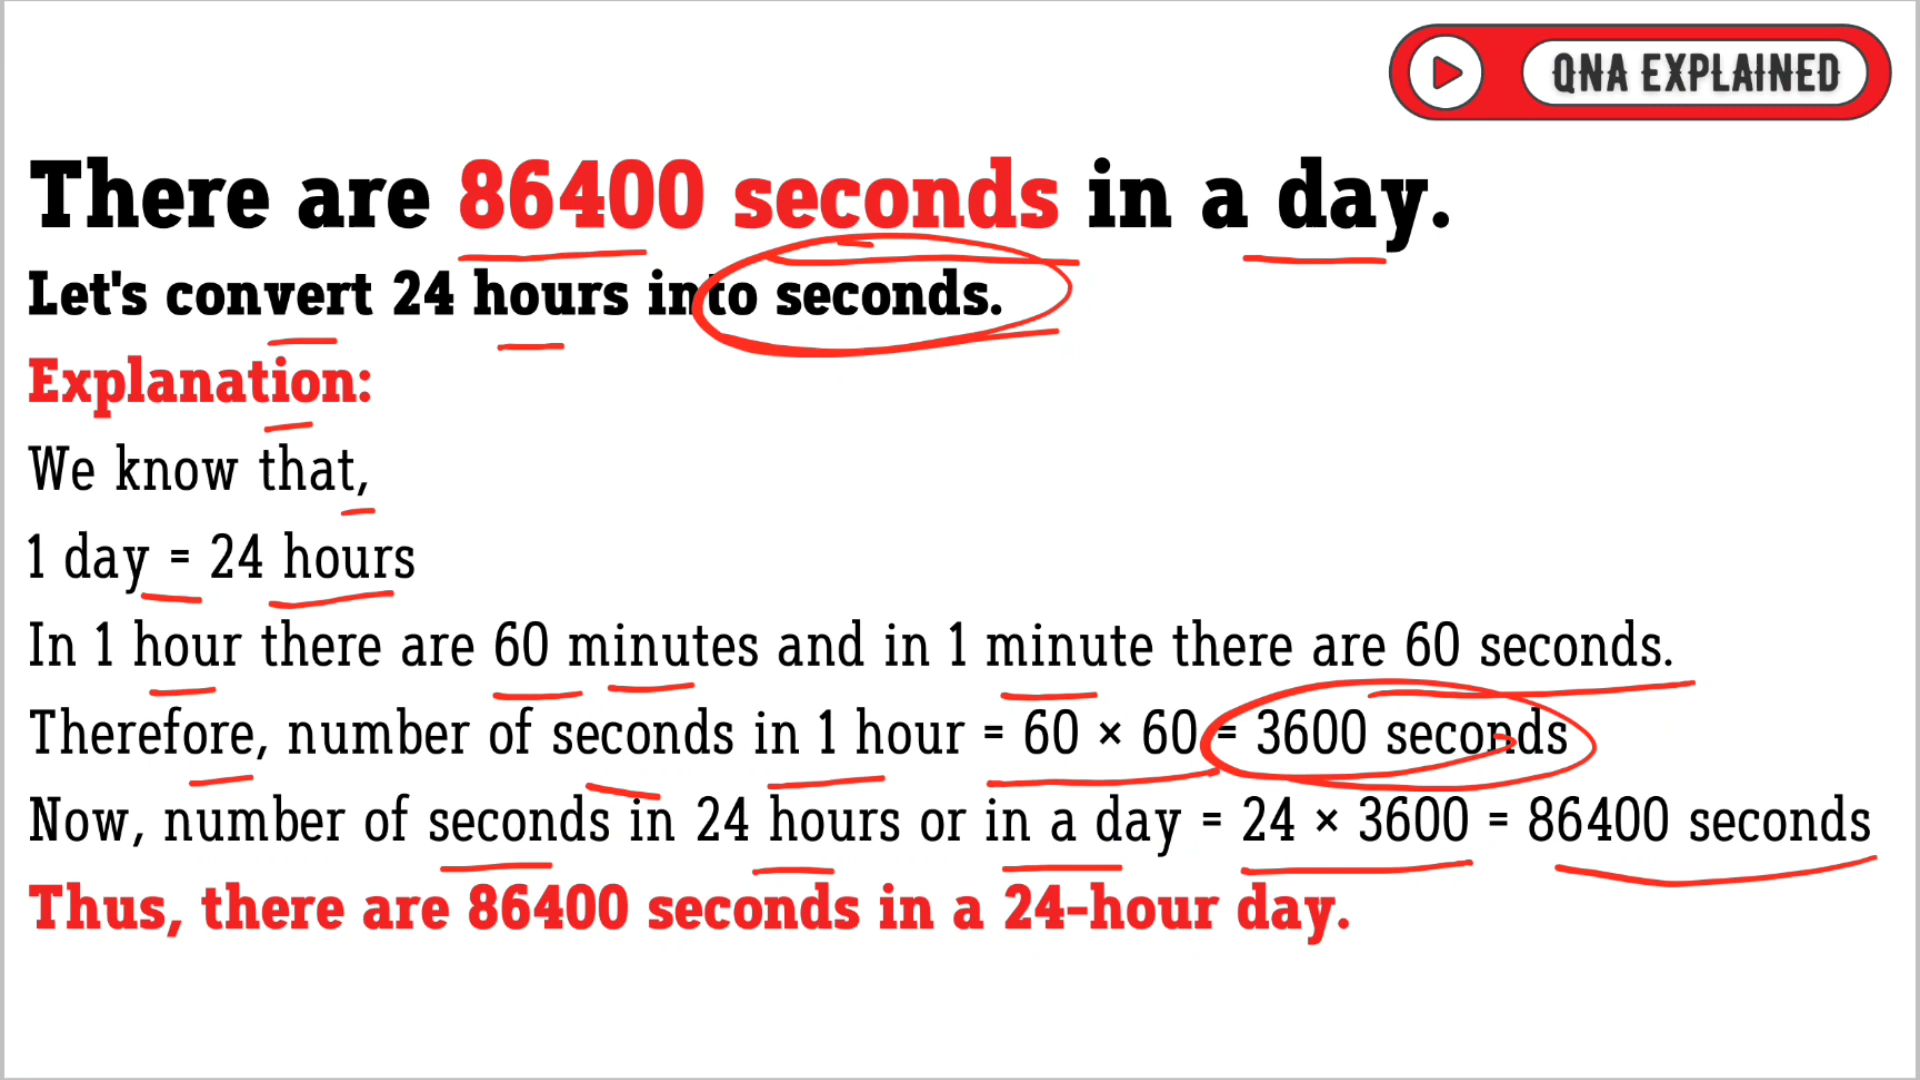 QNA EXPLAINED
There are 86400 seconds in a day.
Let's convert 24 hours into seconds.
Explanation:
We know that,
1 day = 24 hours
In 1 hour there are 60 minutes and in 1 minute there are 60 seconds.
Therefore, number of seconds in 1 hour = 60 × 60 = 3600 seconds
Now, number of seconds in 24 hours or in a day = 24 × 3600 = 86400 seconds
Thus, there are 86400 seconds in a 24-hour day.